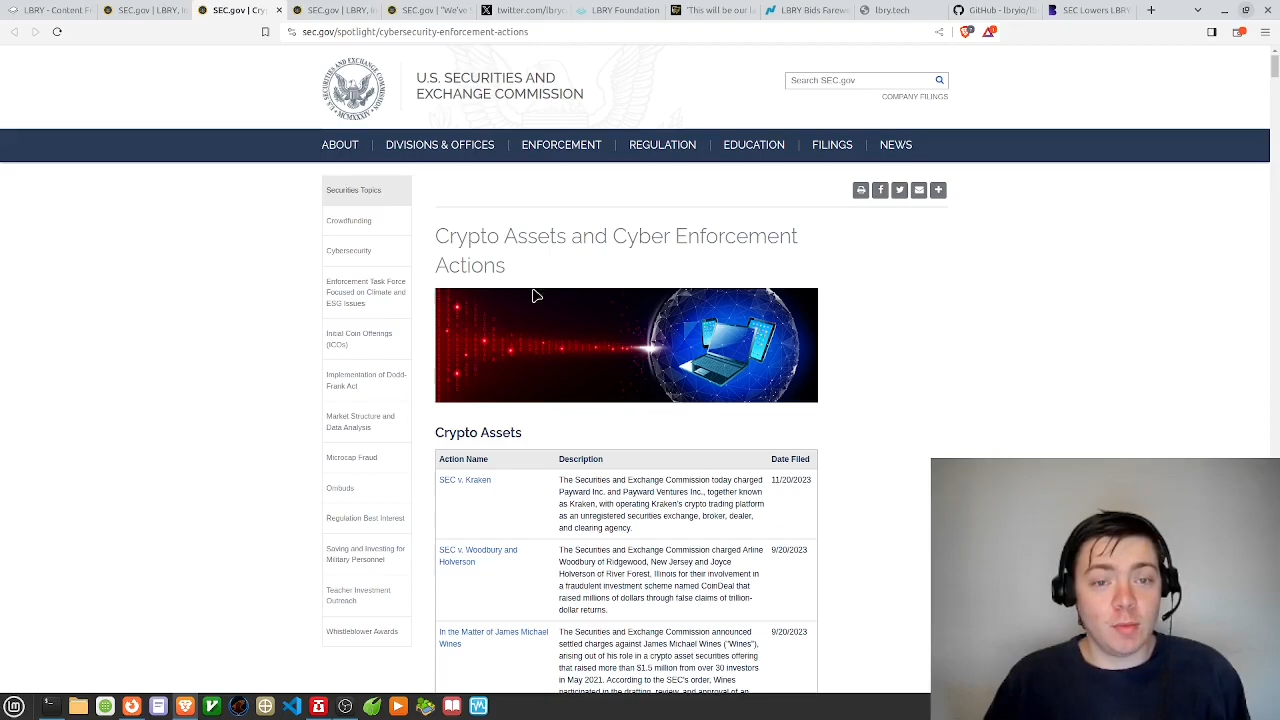 LBRY - Content F
SEC.gov | LBRY, In
SEC.gov | Cryp
SEC.gov | LBRY, In
SEC.gov | "We've
twitter.com/bryc
LBRY Foundation
"This will be our la
LBRY Bids Farewe
lbry.tech
GitHub - lbryio/lb
SEC Lowers LBRY
sec.gov/spotlight/cybersecurity-enforcement-actions
U.S. SECURITIES AND
EXCHANGE COMMISSION
Search SEC.gov
COMPANY FILINGS
ABOUT
DIVISIONS & OFFICES
ENFORCEMENT
REGULATION
EDUCATION
FILINGS
NEWS
Securities Topics
Crowdfunding
Cybersecurity
Enforcement Task Force
Focused on Climate and
ESG Issues
Initial Coin Offerings
(ICOs)
Implementation of Dodd-
Frank Act
Market Structure and
Data Analysis
Microcap Fraud
Ombuds
Regulation Best Interest
Saving and Investing for
Military Personnel
Teacher Investment
Outreach
Whistleblower Awards
Crypto Assets and Cyber Enforcement
Actions
Crypto Assets
Action Name
Description
Date Filed
SEC v. Kraken
The Securities and Exchange Commission today charged
Payward Inc. and Payward Ventures Inc., together known
as Kraken, with operating Kraken's crypto trading platform
as an unregistered securities exchange, broker, dealer,
and clearing agency.
11/20/2023
SEC v. Woodbury and
Holverson
The Securities and Exchange Commission charged Arline
Woodbury of Ridgewood, New Jersey and Joyce
Holverson of River Forest, Illinois for their involvement in
a fraudulent investment scheme named CoinDeal that
raised millions of dollars through false claims of trillion-
dollar returns.
9/20/2023
In the Matter of James Michael
Wines
The Securities and Exchange Commission announced
settled charges against James Michael Wines ("Wines"),
arising out of his role in a crypto asset securities offering
that raised more than $1.5 million from over 30 investors
in May 2021. According to the SEC's order, Wines
participated in the drafting, review, and approval of an
9/20/2023